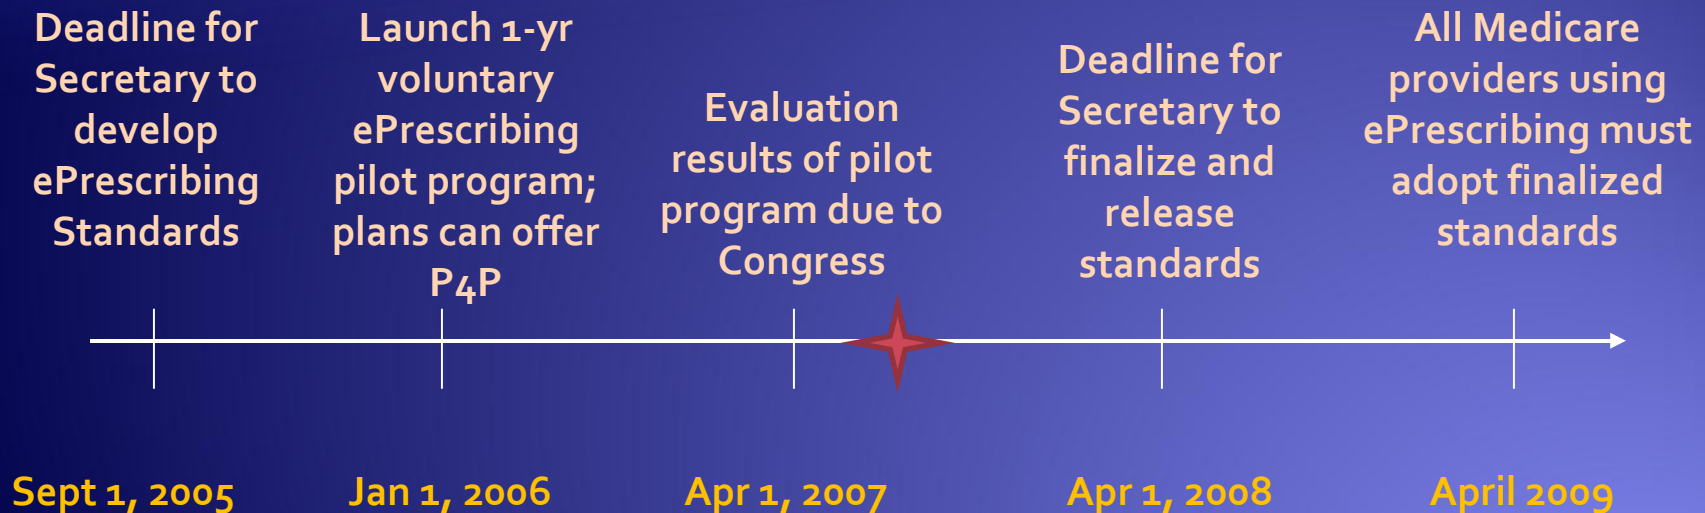 Deadline for
Secretary to
develop
ePrescribing
Standards
Launch 1-yr
voluntary
ePrescribing
pilot program;
plans can offer
P4P
Evaluation
results of pilot
program due to
Congress
Deadline for
Secretary to
finalize and
release
standards
All Medicare
providers using
ePrescribing must
adopt finalized
standards
Sept 1, 2005
Jan 1, 2006
Apr 1, 2007
Apr 1, 2008
April 2009